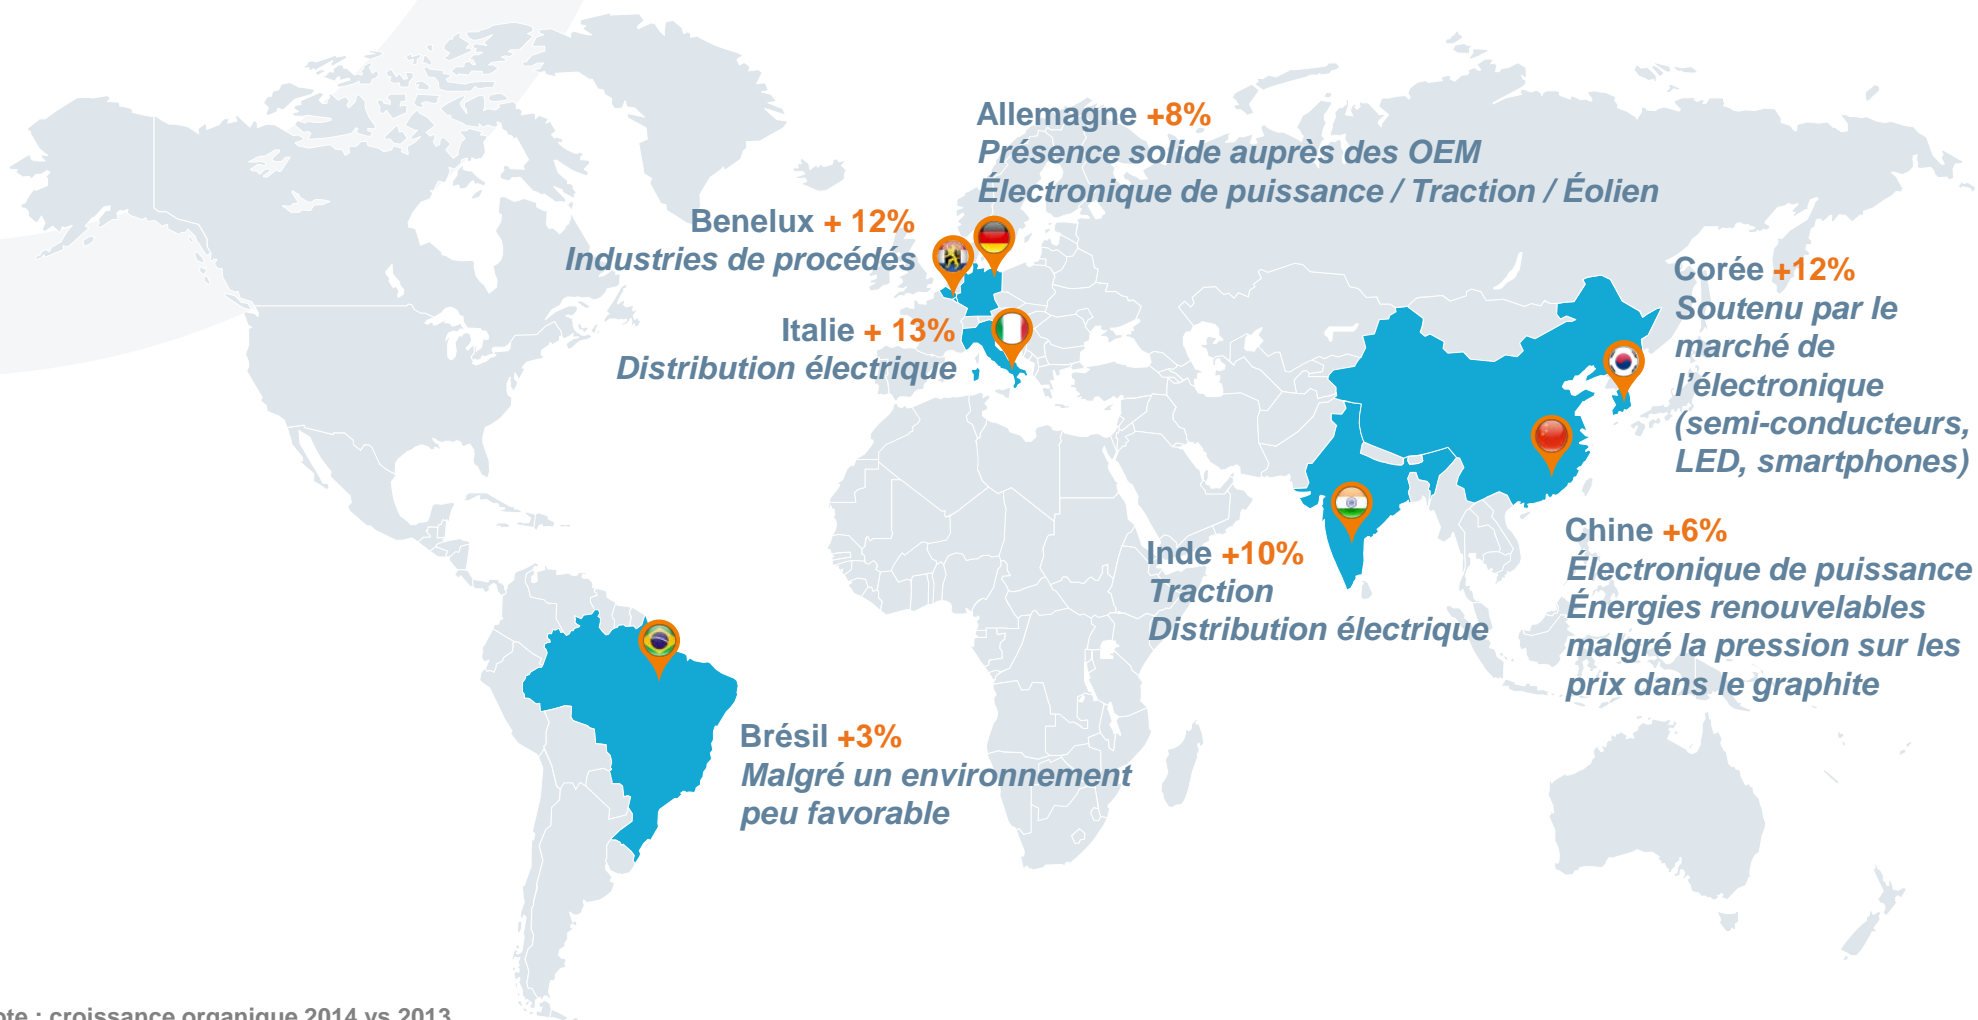 Allemagne +8%
Présence solide auprès des OEM
Électronique de puissance / Traction / Éolien
Benelux + 12%
Industries de procédés
Italie + 13%
Distribution électrique
Corée +12%
Soutenu par le
marché de
l'électronique
(semi-conducteurs,
LED, smartphones)
Chine +6%
Électronique de puissance
Énergies renouvelables
malgré la pression sur les
prix dans le graphite
Inde +10%
Traction
Distribution électrique
Brésil +3%
Malgré un environnement
peu favorable
: croissance organique 2014 vs 2013